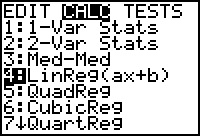 EDIT CALC TESTS
1:1-Var Stats
2:2-Var Stats
3:Med-Med
4:LinReg(ax+b)
5:QuadReg
6:CubicReg
7↓QuartReg